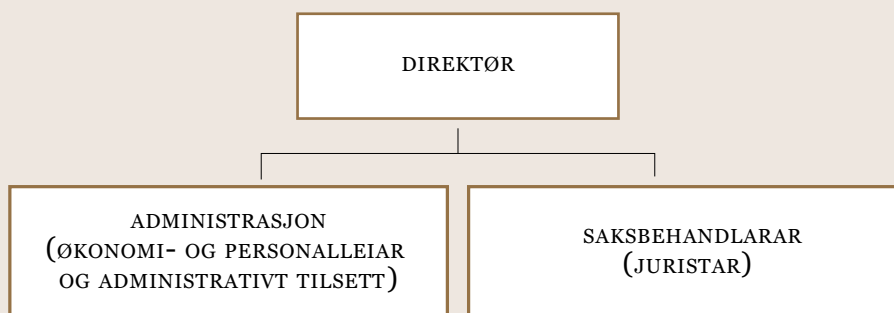 DIREKTØR
ADMINISTRASJON
(ØKONOMI- OG PERSONALLEIAR
OG ADMINISTRATIVT TILSETT)
SAKSBEHANDLARAR
(JURISTAR)